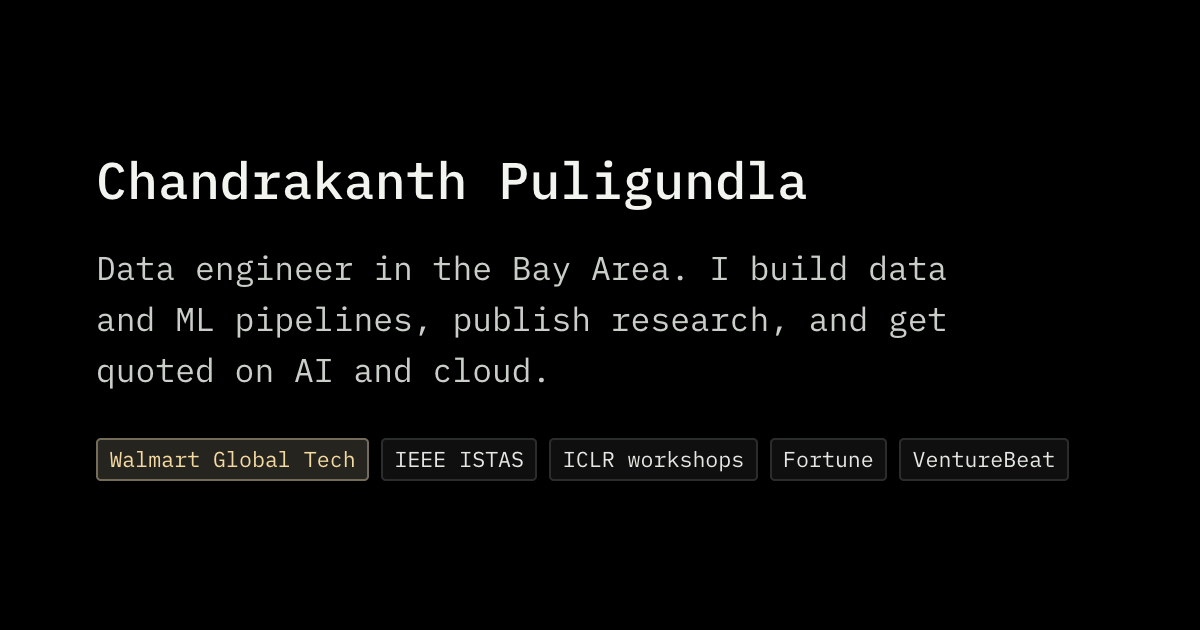 Chandrakanth Puligundla
Data engineer in the Bay Area. I build data
and ML pipelines, publish research, and get
quoted on AI and cloud.
Walmart Global Tech IEEE ISTAS ICLR workshops Fortune VentureBeat